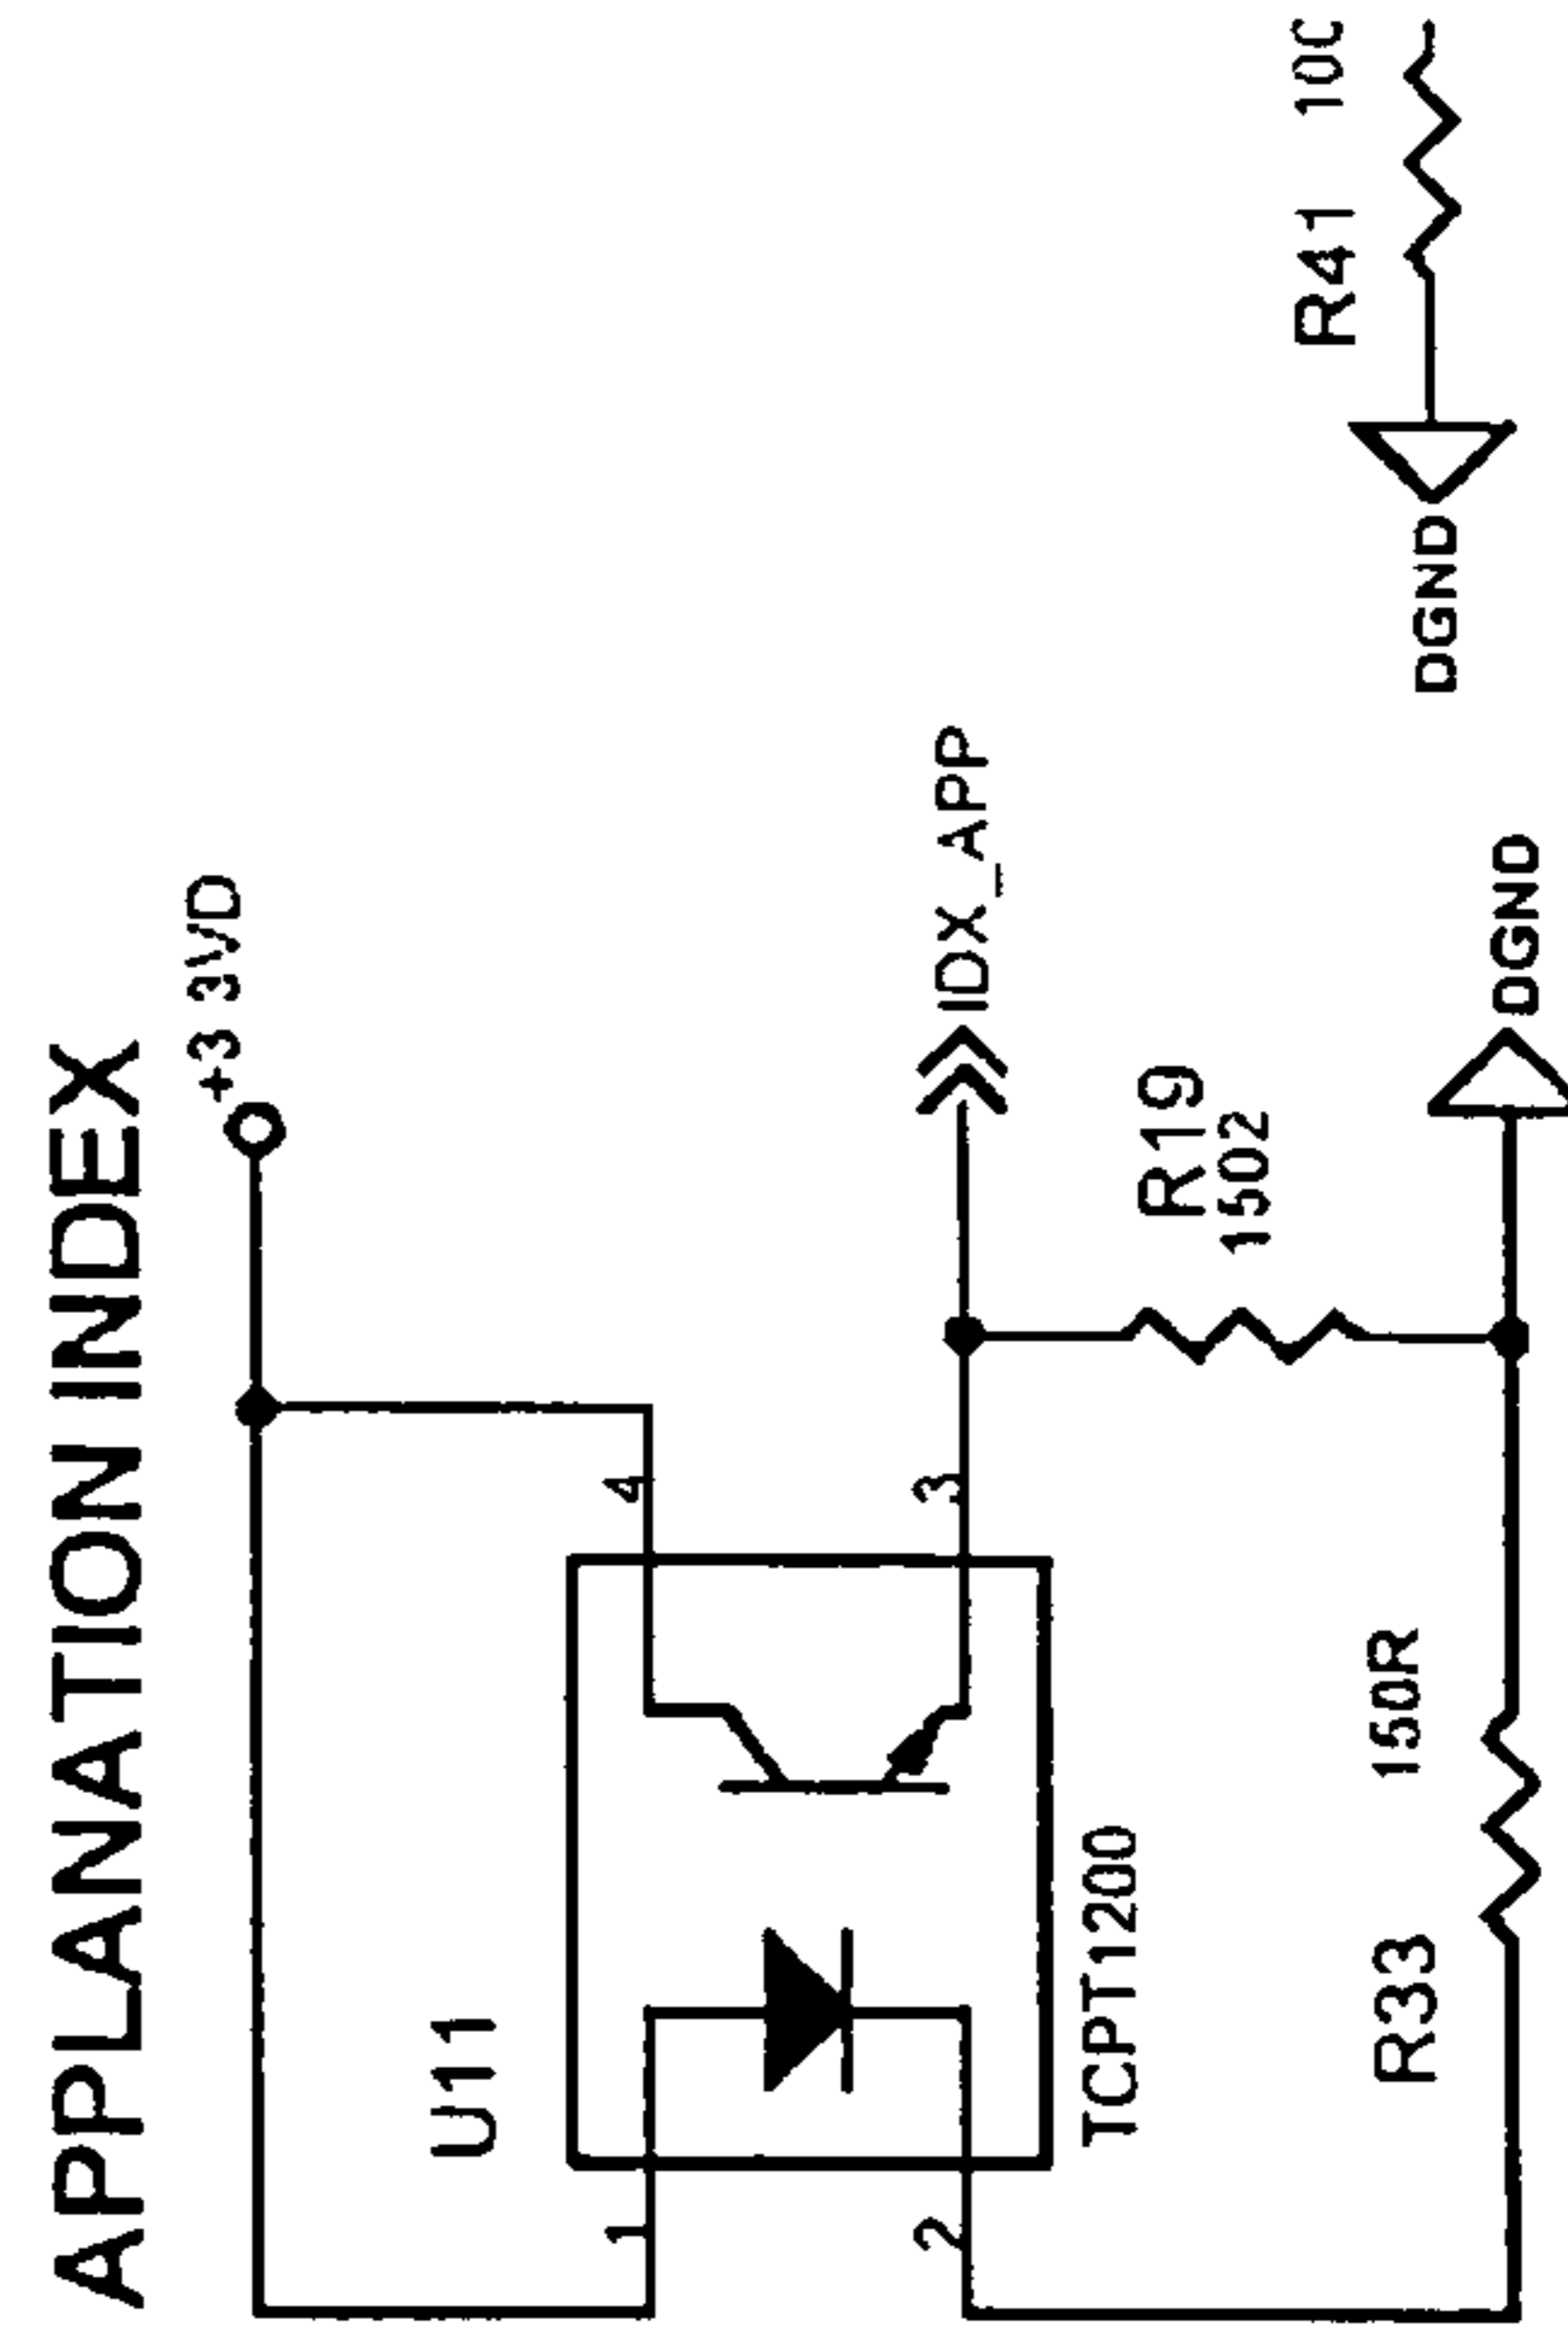 APPLANATION INDEX
+3 3VD
U11
1
4
2
3
IDX_APP
TCPT1200
R19
1502
R33
150R
DGND
DGND
R41